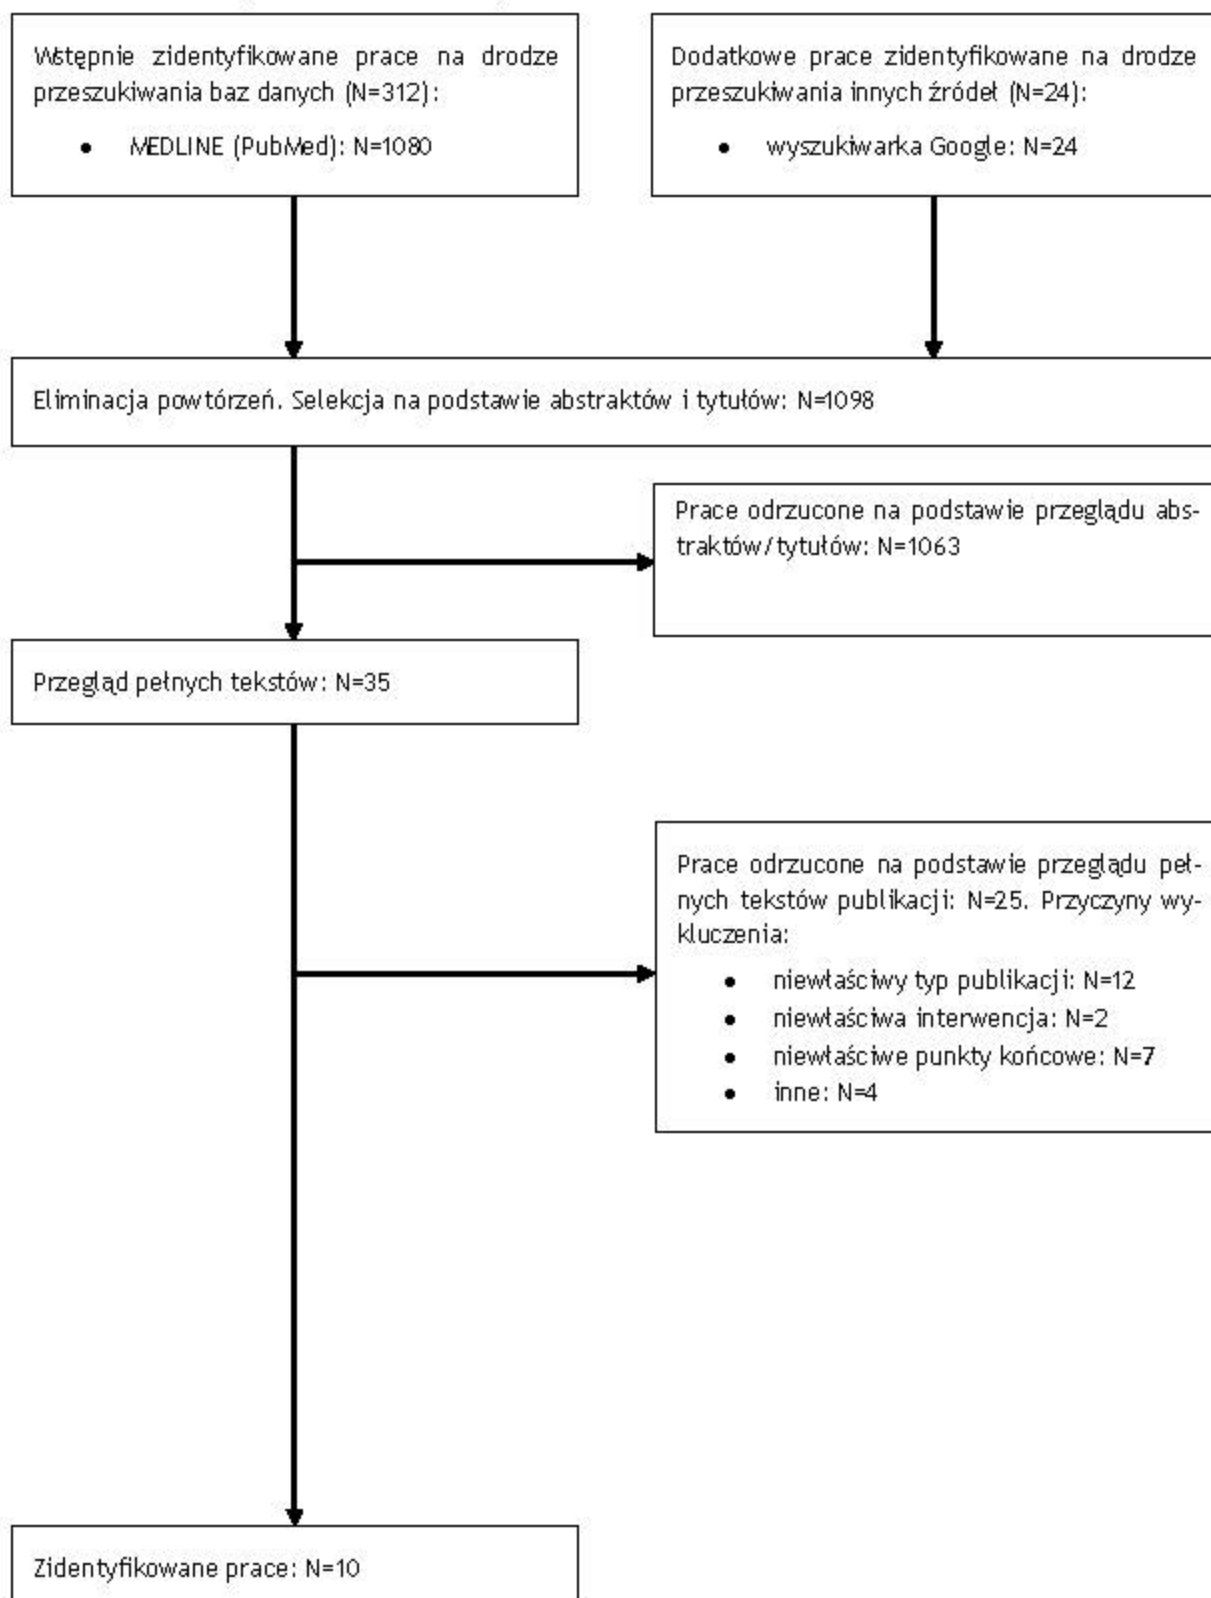 Wstępnie zidentyfikowane prace na drodze
przeszukiwania baz danych (N=312):
• MEDLINE (PubMed): N=1080
Dodatkowe prace zidentyfikowane na drodze
przeszukiwania innych źródeł (N=24):
• wyszukiwarka Google: N=24
Eliminacja powtórzeń. Selekcja na podstawie abstraktów i tytułów: N=1098
Prace odrzucone na podstawie przeglądu abs-
traktów/tytułów: N=1063
Przegląd pełnych tekstów: N=35
Prace odrzucone na podstawie przeglądu peł-
nych tekstów publikacji: N=25. Przyczyny wy-
kluczenia:
• niewłaściwy typ publikacji: N=12
• niewłaściwa interwencja: N=2
• niewłaściwe punkty końcowe: N=7
• inne: N=4
Zidentyfikowane prace: N=10